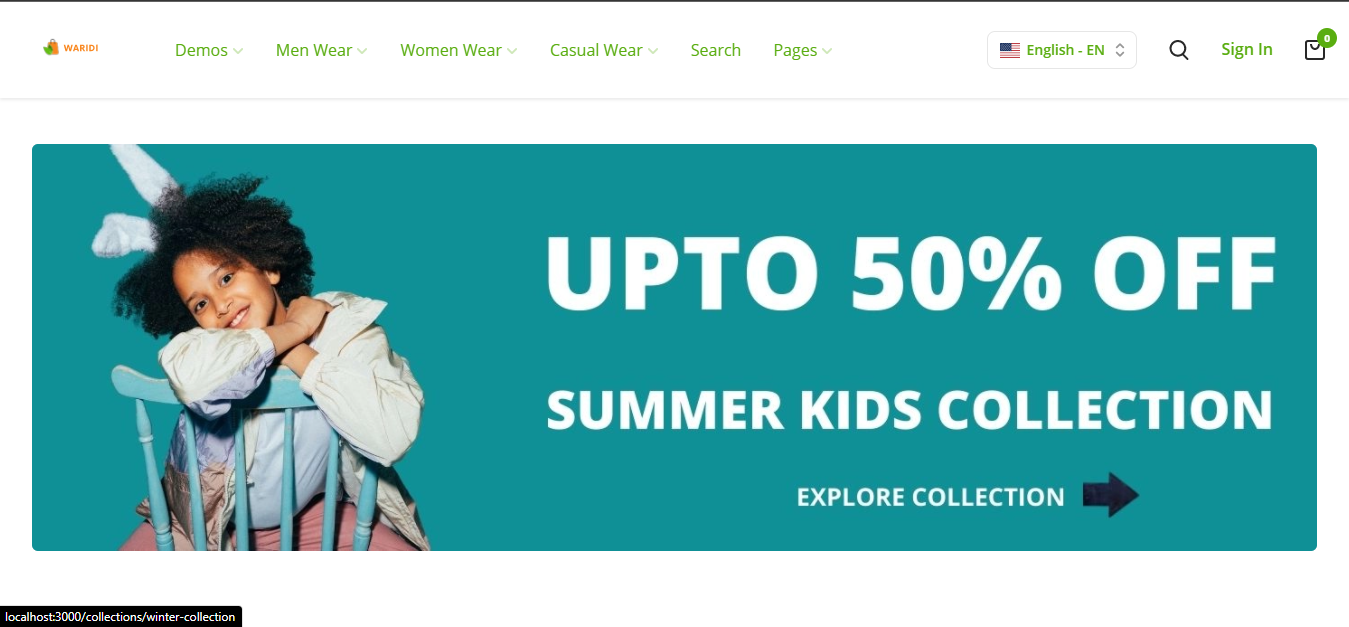 WARIDI
Demos
Men Wear
Women Wear
Casual Wear
Search
Pages
English - EN
Sign In
0
UPTO 50% OFF
SUMMER KIDS COLLECTION
EXPLORE COLLECTION
localhost:3000/collections/winter-collection